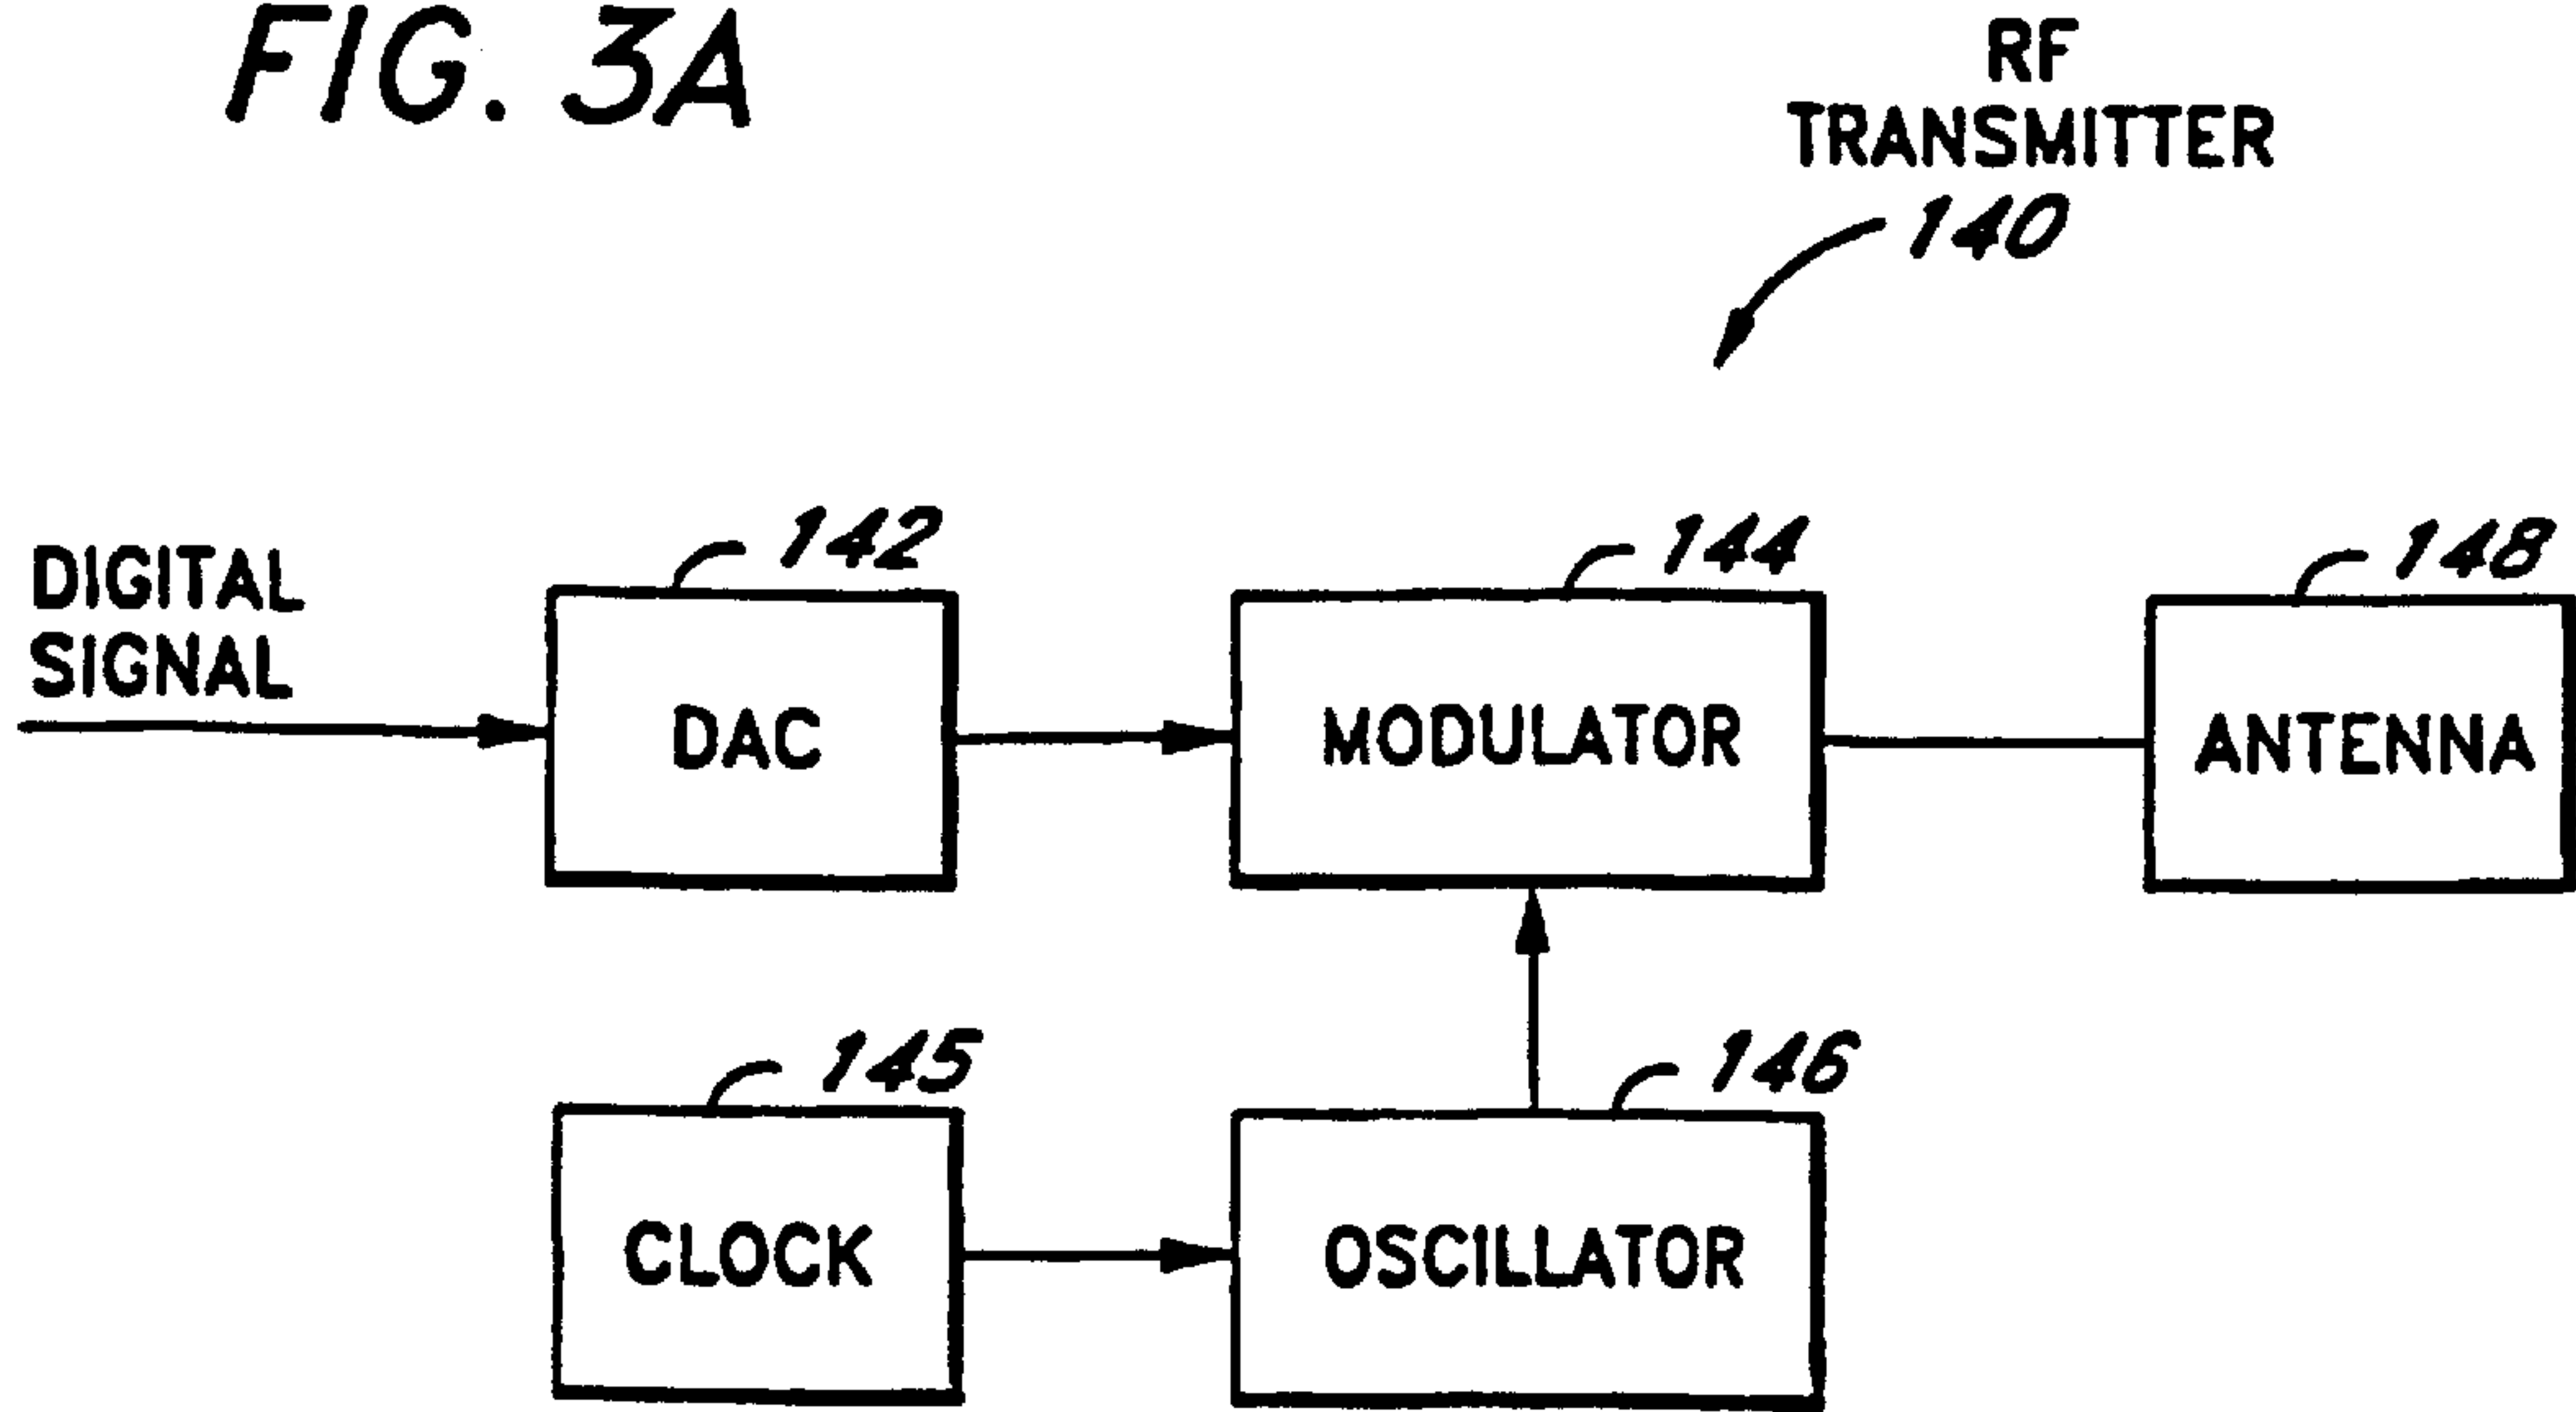 FIG. 3A
RF
TRANSMITTER
140
DIGITAL
SIGNAL
142
DAC
144
MODULATOR
148
ANTENNA
145
CLOCK
146
OSCILLATOR